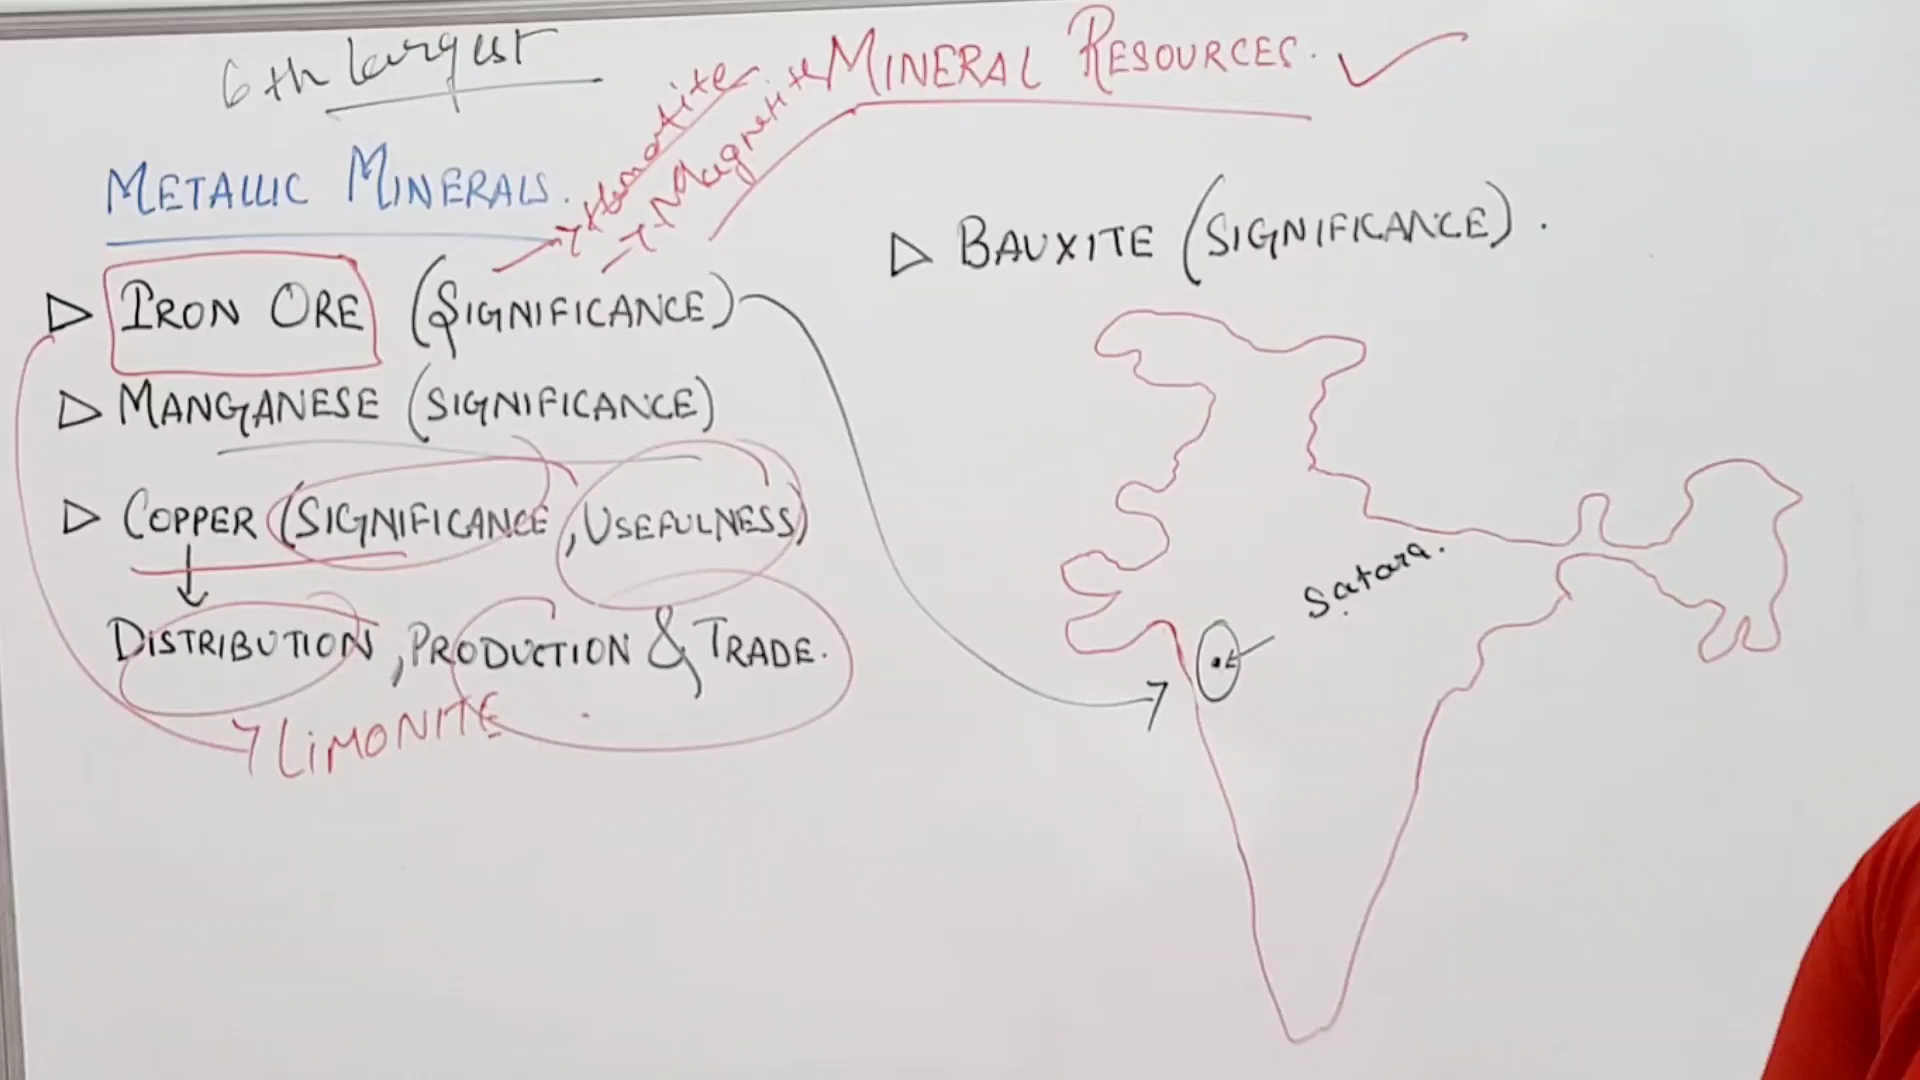 6th largest
MINERAL RESOURCES.
Hematite
Magnetite
METALLIC MINERALS.
IRON ORE (SIGNIFICANCE)
MANGANESE (SIGNIFICANCE)
COPPER (SIGNIFICANCE, USEFULNESS)
DISTRIBUTION, PRODUCTION & TRADE.
LiMONITE
BAUXITE (SIGNIFICANCE).
Satara.